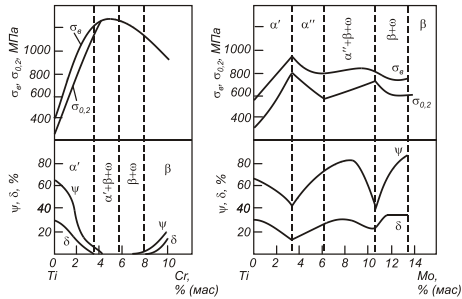 σв, σ0,2, МПа
1000
800
600
400
σв
σ0,2
ψ, δ, %
80
60
40
20
α′
α′+β+ω
β+ω
β
ψ
δ
ψ
δ
0 2 4 6 8 10
Ti Cr,
% (мас)
σв, σ0,2, МПа
1000
800
600
400
α′ α″ α″+β+ω β+ω β
σв
σ0,2
ψ, δ, %
80
60
40
20
ψ
δ
0 2 4 6 8 10 12 14
Ti Mo,
% (мас)